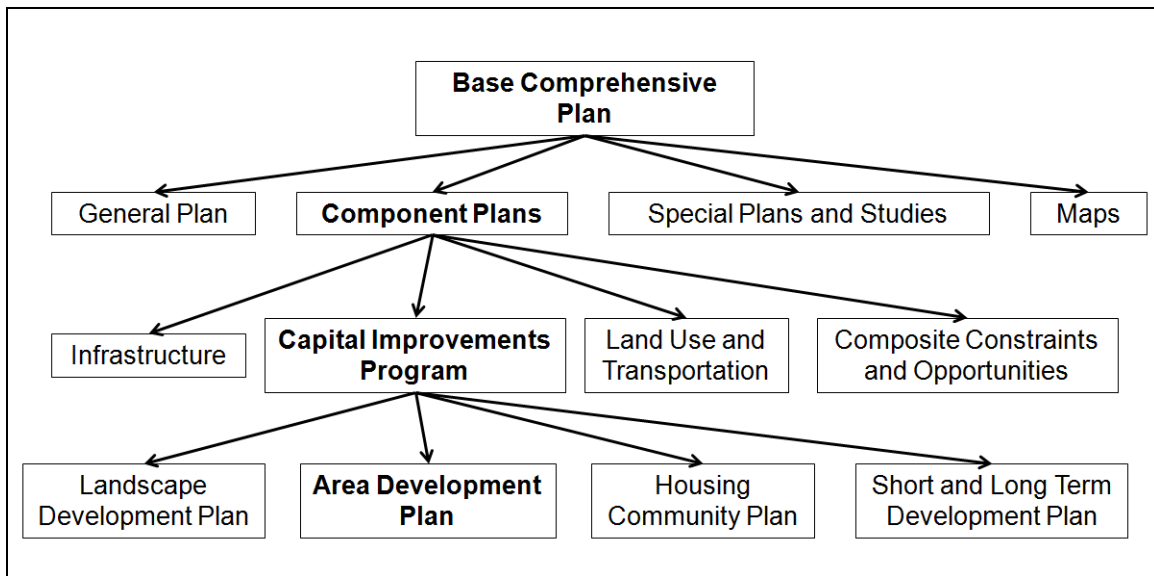 Base Comprehensive
Plan
General Plan
Component Plans
Special Plans and Studies
Maps
Infrastructure
Capital Improvements
Program
Land Use and
Transportation
Composite Constraints
and Opportunities
Landscape
Development Plan
Area Development
Plan
Housing
Community Plan
Short and Long Term
Development Plan